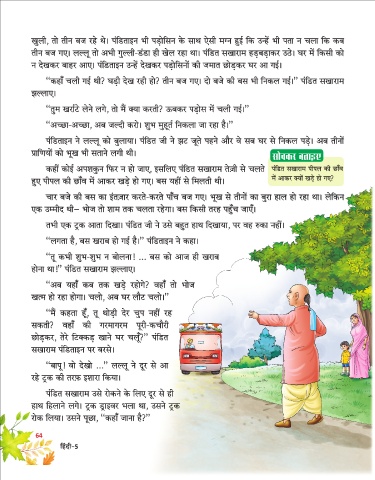 खुली, तो तीन बज रहे थे। पंडिताइन भी पड़ोसिन के साथ ऐसी मग्न हुई कि उन्हें भी पता न चला कि कब
तीन बज गए। लल्लू तो अभी गुल्ली-डंडा ही खेल रहा था। पंडित सखाराम हड़बड़ाकर उठे। घर में किसी को
न देखकर बाहर आए। पंडिताइन उन्हें देखकर पड़ोसिनों की जमात छोड़कर घर आ गई।
“कहाँ चली गई थी? घड़ी देख रही हो? तीन बज गए। दो बजे की बस भी निकल गई।” पंडित सखाराम
झल्लाए।
“तुम खर्राटे लेने लगे, तो मैं क्या करती? ऊबकर पड़ोस में चली गई।”
“अच्छा-अच्छा, अब जल्दी करो। शुभ मुहूर्त निकला जा रहा है।”
पंडिताइन ने लल्लू को बुलाया। पंडित जी ने झट जूते पहने और वे सब घर से निकल पड़े। अब तीनों
प्राणियों को भूख भी सताने लगी थी।
कहीं कोई अपशकुन फिर न हो जाए, इसलिए पंडित सखाराम तेज़ी से चलते
हुए पीपल की छाँव में आकर खड़े हो गए। बस यहीं से मिलती थी।
सोचकर बताइए
पंडित सखाराम पीपल की छाँव
में आकर क्यों खड़े हो गए?
चार बजे की बस का इंतज़ार करते-करते पाँच बज गए। भूख से तीनों का बुरा हाल हो रहा था। लेकिन
एक उम्मीद थी– भोज तो शाम तक चलता रहेगा। बस किसी तरह पहुँच जाएँ।
तभी एक ट्रक आता दिखा। पंडित जी ने उसे बहुत हाथ दिखाया, पर वह रुका नहीं।
“लगता है, बस खराब हो गई है।” पंडिताइन ने कहा।
“तू कभी शुभ-शुभ न बोलना! ... बस को आज ही खराब
होना था!” पंडित सखाराम झल्लाए।
“अब यहाँ कब तक खड़े रहोगे? वहाँ तो भोज
खत्म हो रहा होगा। चलो, अब घर लौट चलो।”
“मैं कहता हूँ, तू थोड़ी देर चुप नहीं रह
सकती? वहाँ की गरमागरम पूरी-कचौरी
छोड़कर, तेरे टिक्कड़ खाने घर चलूँ?” पंडित
सखाराम पंडिताइन पर बरसे।
“बापू! वो देखो ...” लल्लू ने दूर से आ
रहे ट्रक की तरफ़ इशारा किया।
पंडित सखाराम उसे रोकने के लिए दूर से ही
हाथ हिलाने लगे। ट्रक ड्राइवर भला था, उसने ट्रक
रोक लिया। उसने पूछा, “कहाँ जाना है?”
64
हिंदी-5